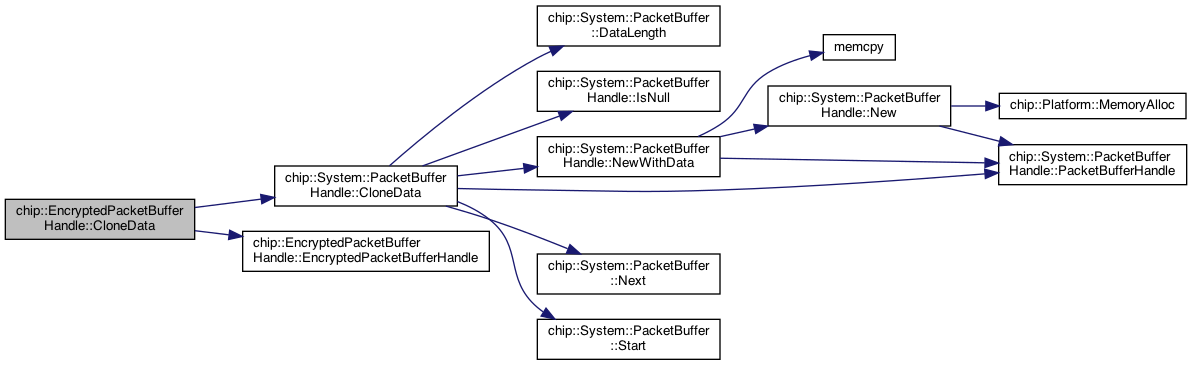 chip::EncryptedPacketBuffer
Handle::CloneData
chip::System::PacketBuffer
Handle::CloneData
chip::EncryptedPacketBuffer
Handle::EncryptedPacketBufferHandle
chip::System::PacketBuffer
::DataLength
chip::System::PacketBuffer
Handle::IsNull
chip::System::PacketBuffer
Handle::NewWithData
chip::System::PacketBuffer
::Next
chip::System::PacketBuffer
::Start
memcpy
chip::System::PacketBuffer
Handle::New
chip::Platform::MemoryAlloc
chip::System::PacketBuffer
Handle::PacketBufferHandle